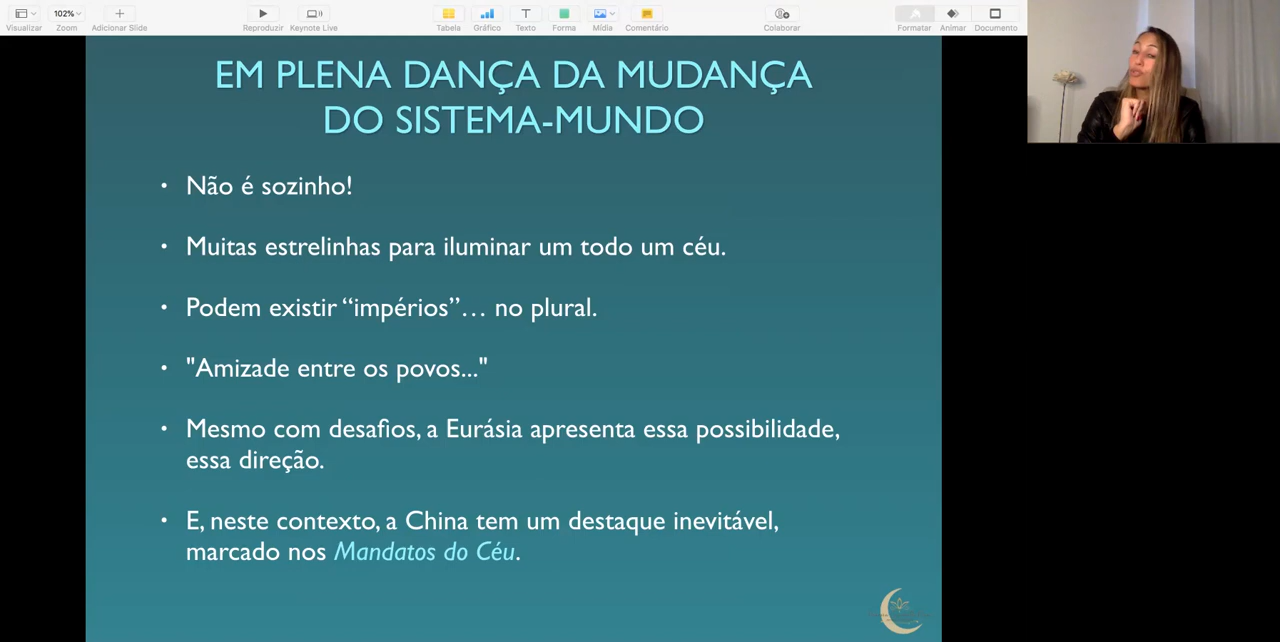 Visualizar
102%
Zoom
Adicionar Slide
Reproduzir
Keynote Live
Tabela
Gráfico
Texto
Forma
Mídia
Comentário
Colaborar
Formatar
Animar
Documento
EM PLENA DANÇA DA MUDANÇA
DO SISTEMA-MUNDO
• Não é sozinho!
• Muitas estrelinhas para iluminar um todo um céu.
• Podem existir “impérios”… no plural.
• "Amizade entre os povos..."
• Mesmo com desafios, a Eurásia apresenta essa possibilidade,
essa direção.
• E, neste contexto, a China tem um destaque inevitável,
marcado nos Mandatos do Céu.